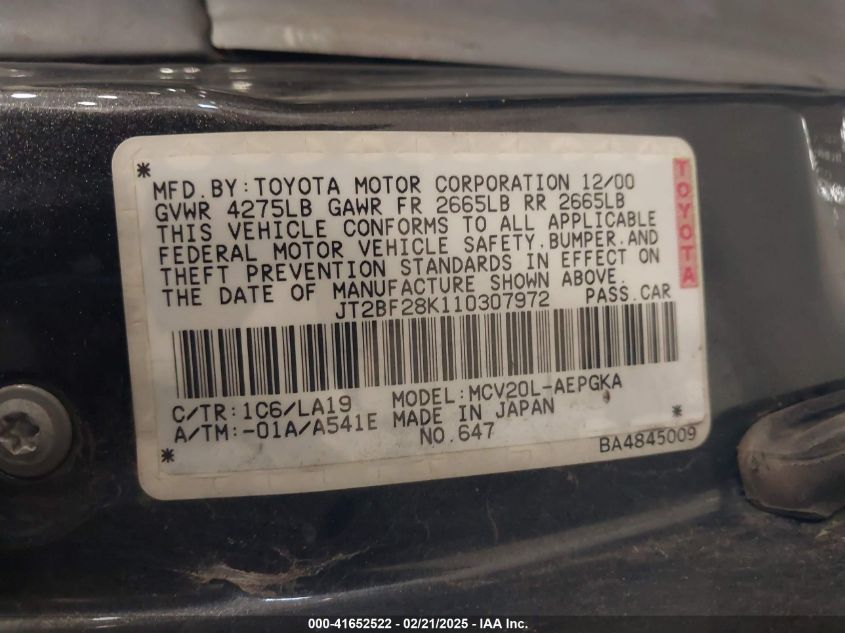 MFD. BY: TOYOTA MOTOR CORPORATION 12/00
GVWR 4275LB GAWR FR 2665LB RR 2665LB
THIS VEHICLE CONFORMS TO ALL APPLICABLE
FEDERAL MOTOR VEHICLE SAFETY, BUMPER, AND
THEFT PREVENTION STANDARDS IN EFFECT ON
THE DATE OF MANUFACTURE SHOWN ABOVE.
JT2BF28K110307972 PASS.CAR
TOYOTA
C/TR: 1C6/LA19 MODEL: MCV20L-AEPGKA
A/TM: -01A/A541E MADE IN JAPAN
NO. 647
BA4845009
000-41652522 / 02/21/2025 - IAA Inc.